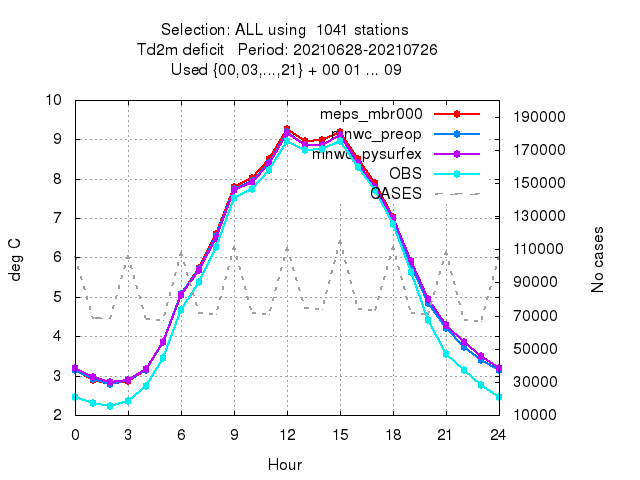 Selection: ALL using  1041 stations
Td2m deficit   Period: 20210628-20210726
Used {00,03,...,21} + 00 01 ... 09
meps_mbr000
mnwc_preop
mnwc_pysurfex
OBS
CASES
deg C
10
9
8
7
6
5
4
3
2
No cases
190000
170000
150000
130000
110000
90000
70000
50000
30000
10000
0 3 6 9 12 15 18 21 24
Hour